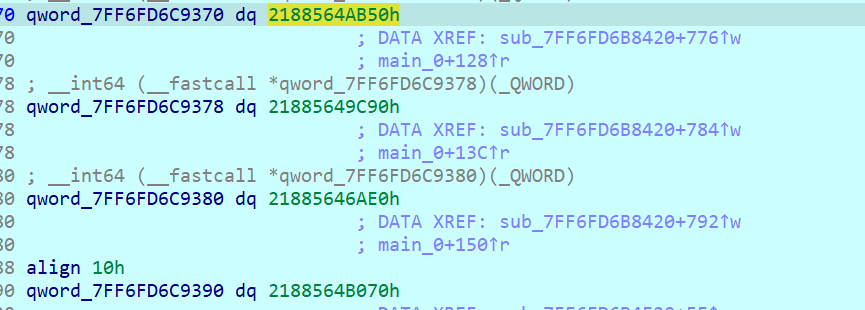 70 qword_7FF6FD6C9370 dq 2188564AB50h
70 ; DATA XREF: sub_7FF6FD6B8420+776↑w
70 ; main_0+128↑r
78 ; __int64 (__fastcall *qword_7FF6FD6C9378)(_QWORD)
78 qword_7FF6FD6C9378 dq 21885649C90h
78 ; DATA XREF: sub_7FF6FD6B8420+784↑w
78 ; main_0+13C↑r
80 ; __int64 (__fastcall *qword_7FF6FD6C9380)(_QWORD)
80 qword_7FF6FD6C9380 dq 21885646AE0h
80 ; DATA XREF: sub_7FF6FD6B8420+792↑w
80 ; main_0+150↑r
88 align 10h
90 qword_7FF6FD6C9390 dq 2188564B070h